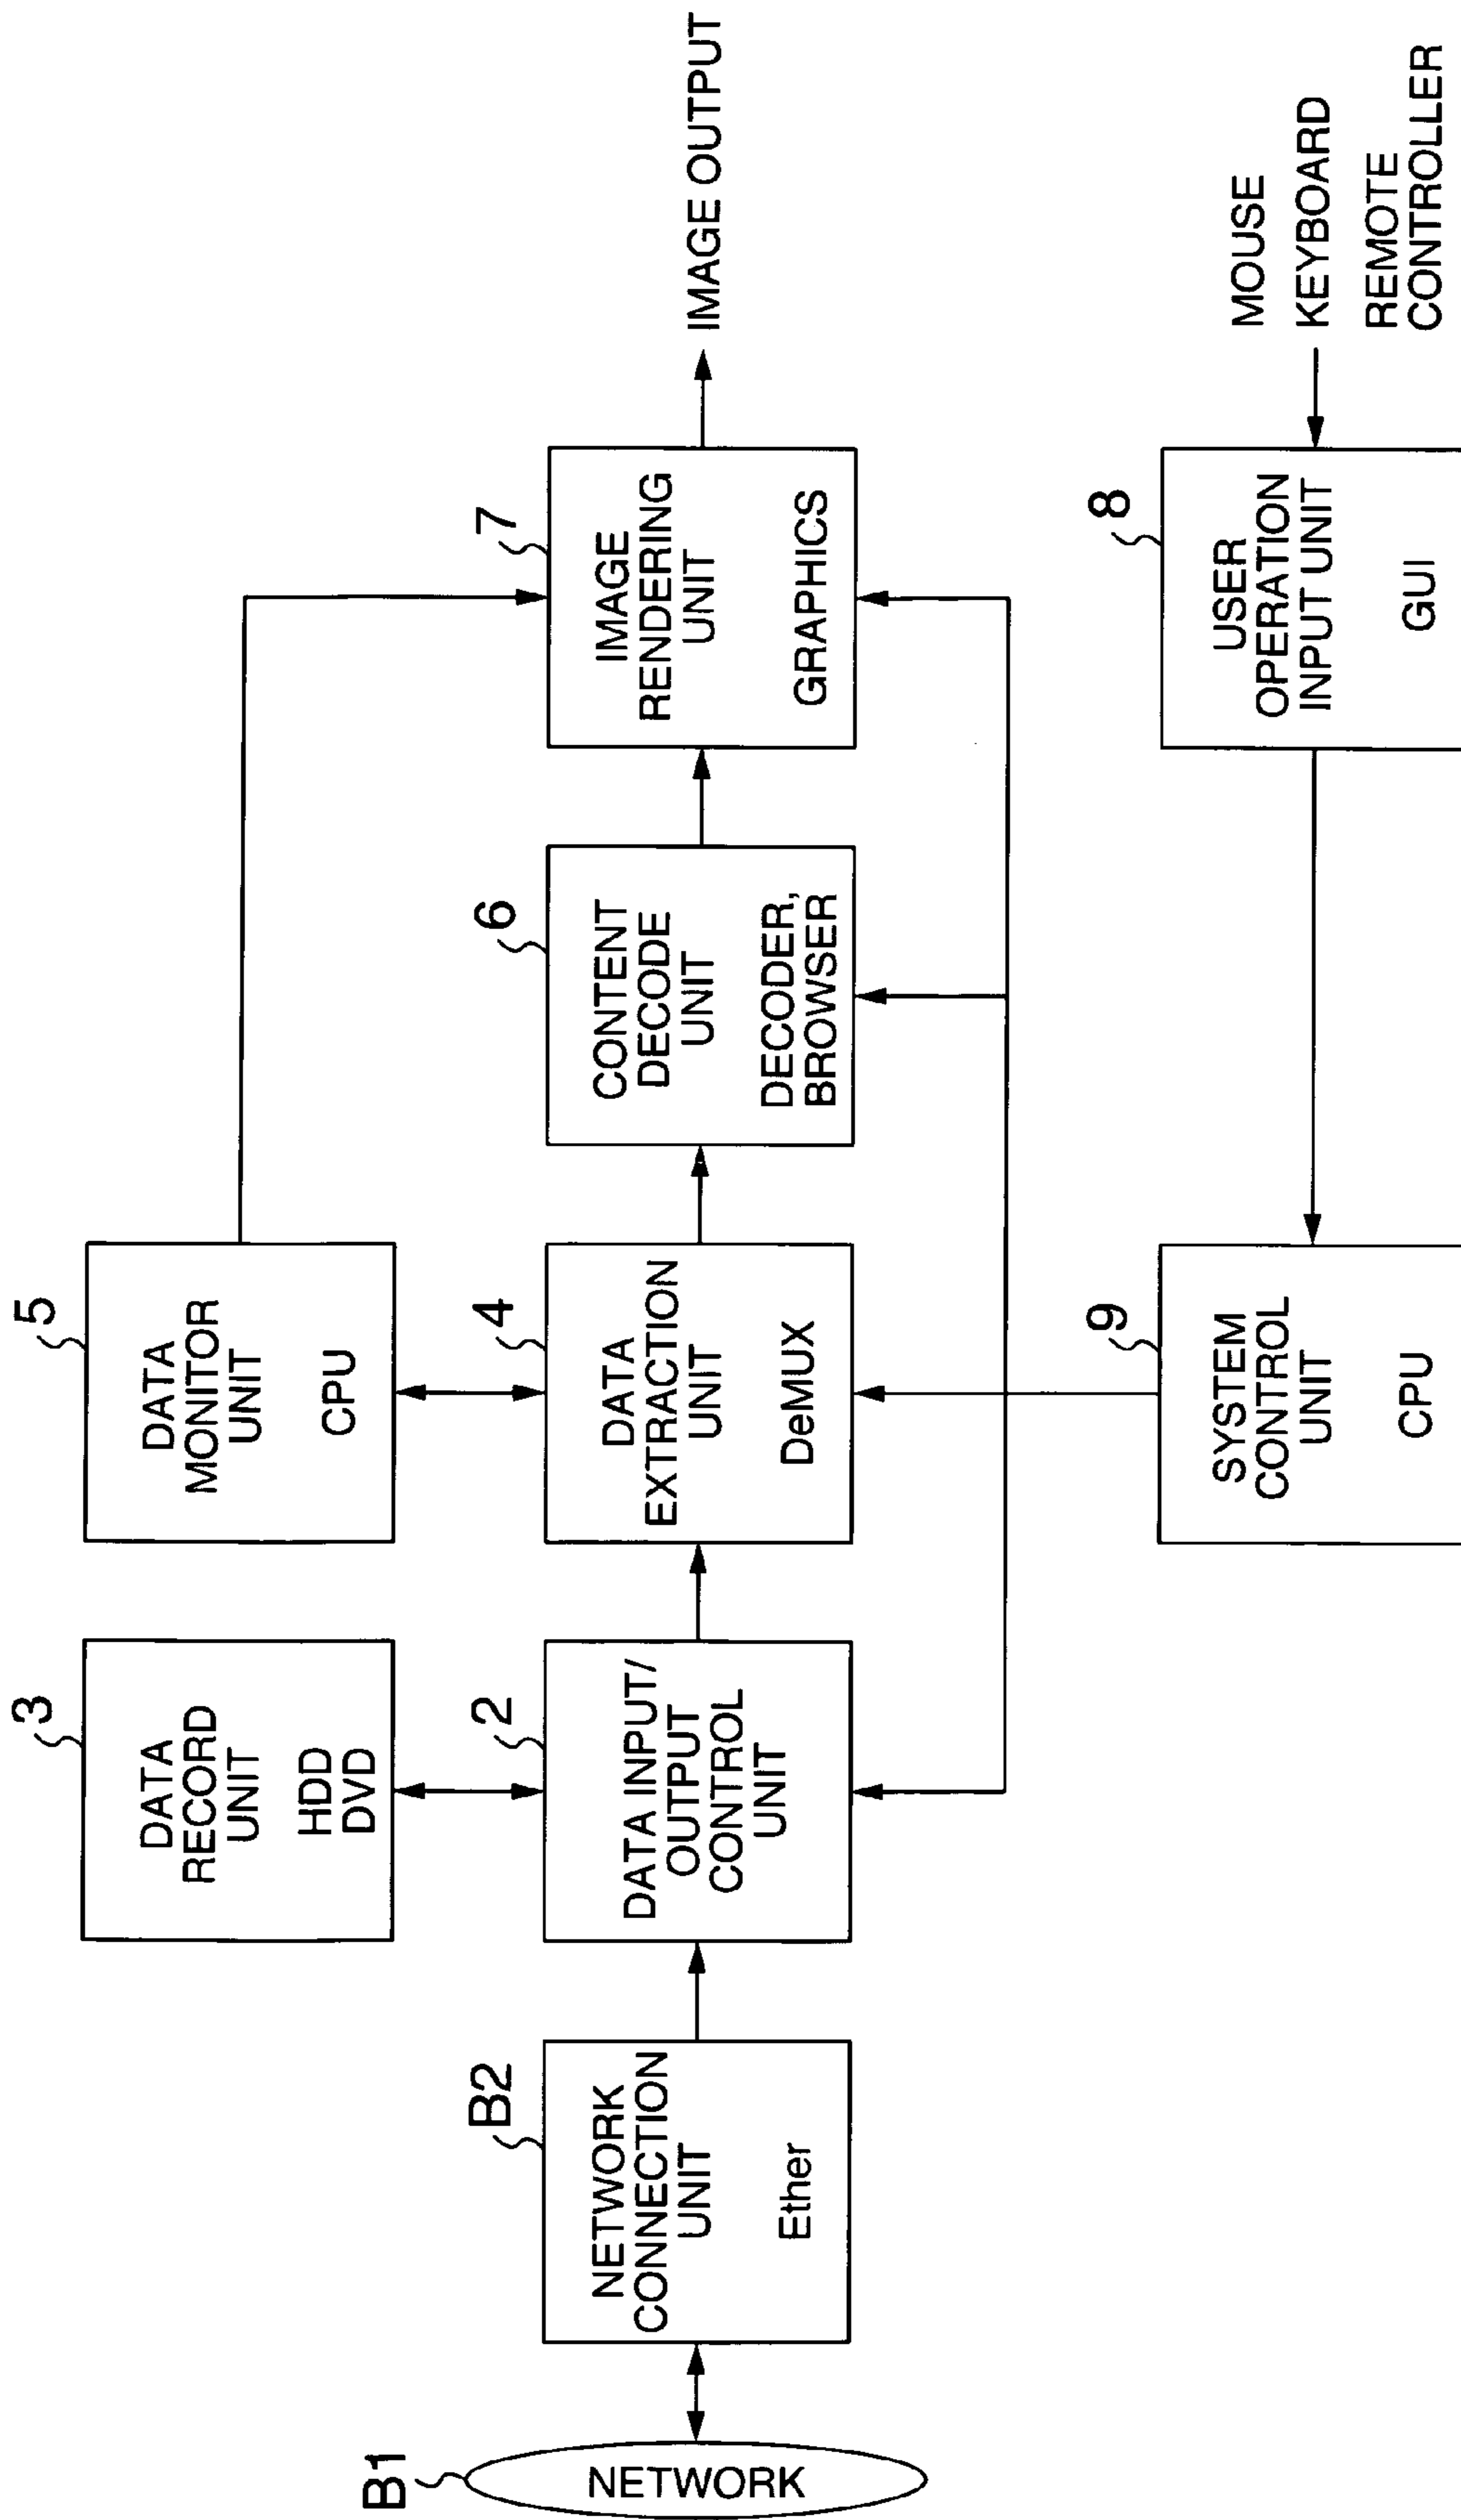 3
DATA
RECORD
UNIT
HDD
DVD
5
DATA
MONITOR
UNIT
CPU
B1
NETWORK
B2
NETWORK
CONNECTION
UNIT
Ether
2
DATA INPUT/
OUTPUT
CONTROL
UNIT
4
DATA
EXTRACTION
UNIT
DeMUX
6
CONTENT
DECODE
UNIT
DECODER,
BROWSER
7
IMAGE
RENDERING
UNIT
GRAPHICS
IMAGE OUTPUT
9
SYSTEM
CONTROL
UNIT
CPU
8
USER
OPERATION
INPUT UNIT
GUI
MOUSE
KEYBOARD
REMOTE
CONTROLLER